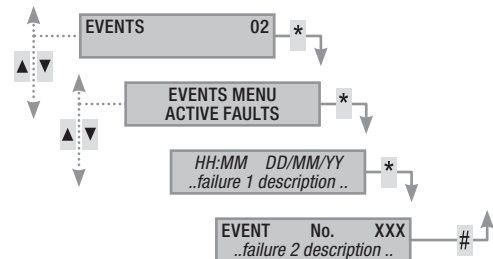 EVENTS 02 *
▲ ▼
EVENTS MENU
ACTIVE FAULTS *
▲ ▼
HH:MM DD/MM/YY
..failure 1 description .. *
EVENT No. XXX
..failure 2 description .. #